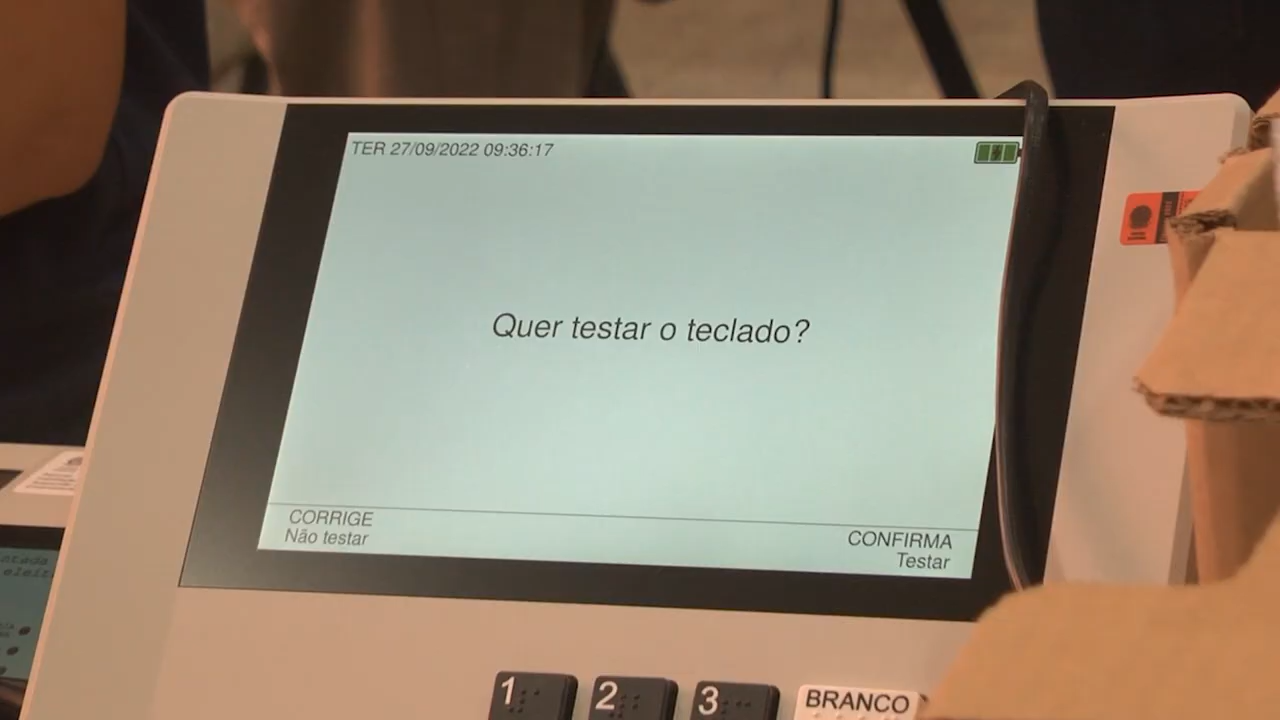 TER 27/09/2022 09:36:17
Quer testar o teclado?
CORRIGE
Não testar
CONFIRMA
Testar
1
2
3
BRANCO